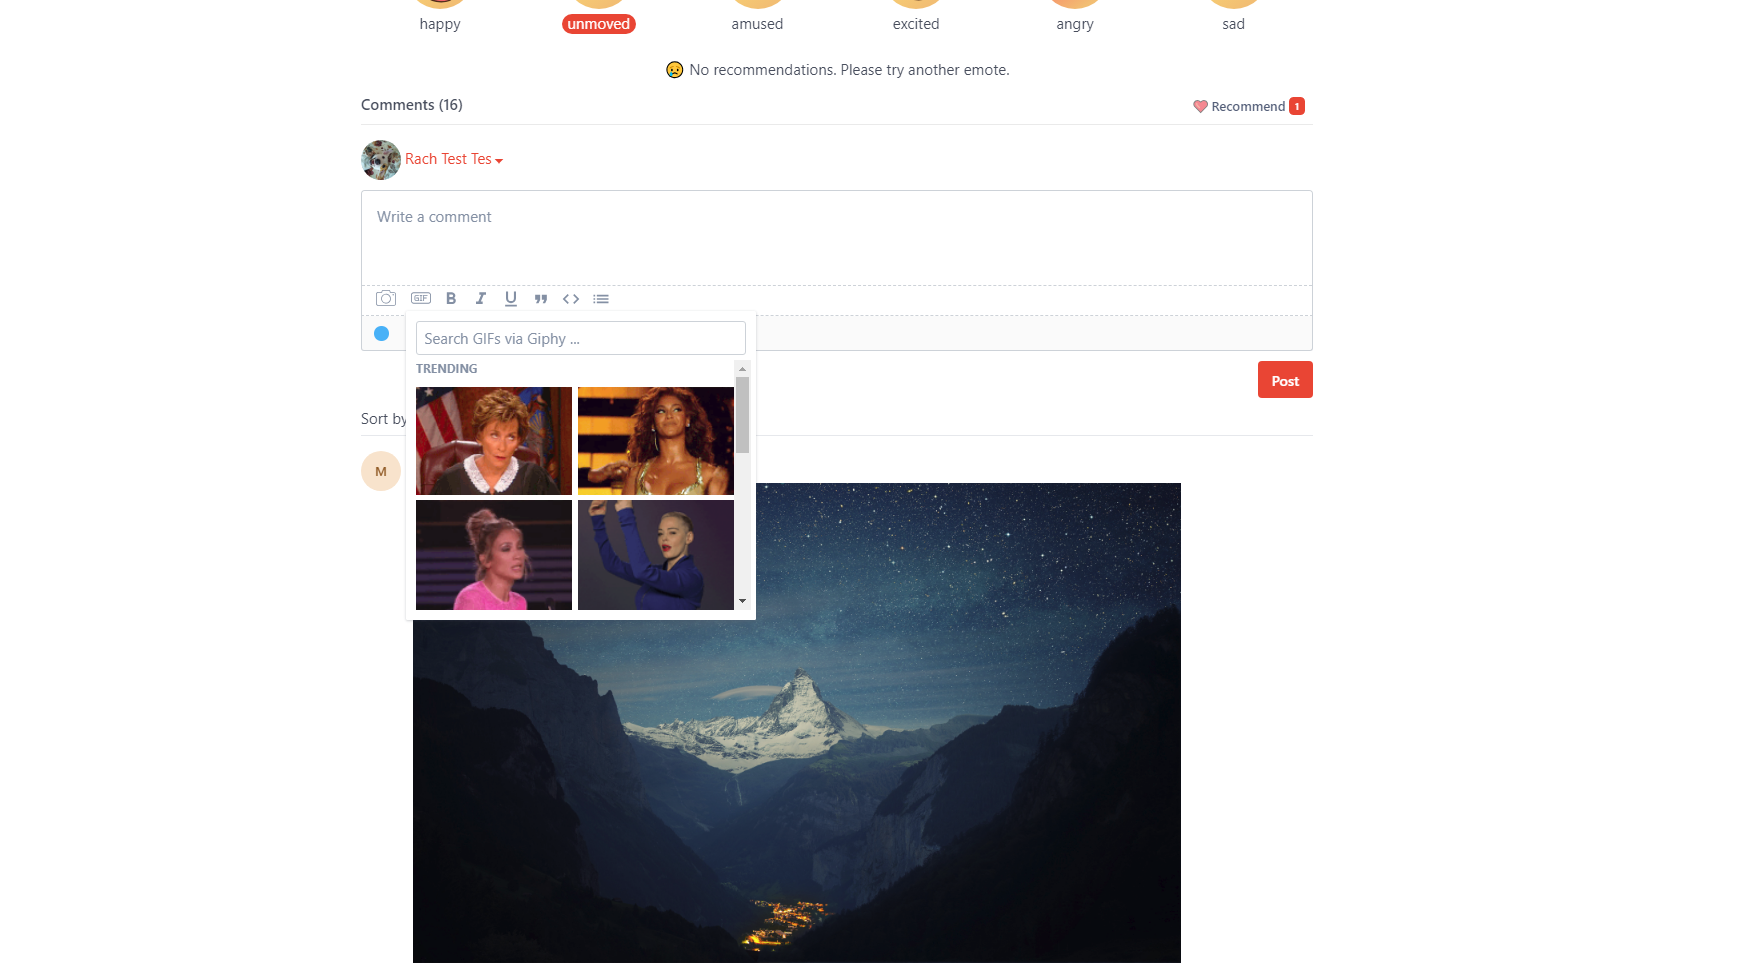 happy
unmoved
amused
excited
angry
sad
No recommendations. Please try another emote.
Comments (16)
Recommend 1
Rach Test Tes
Write a comment
GIF B I U
Search GIFs via Giphy ...
TRENDING
Post
Sort by
M